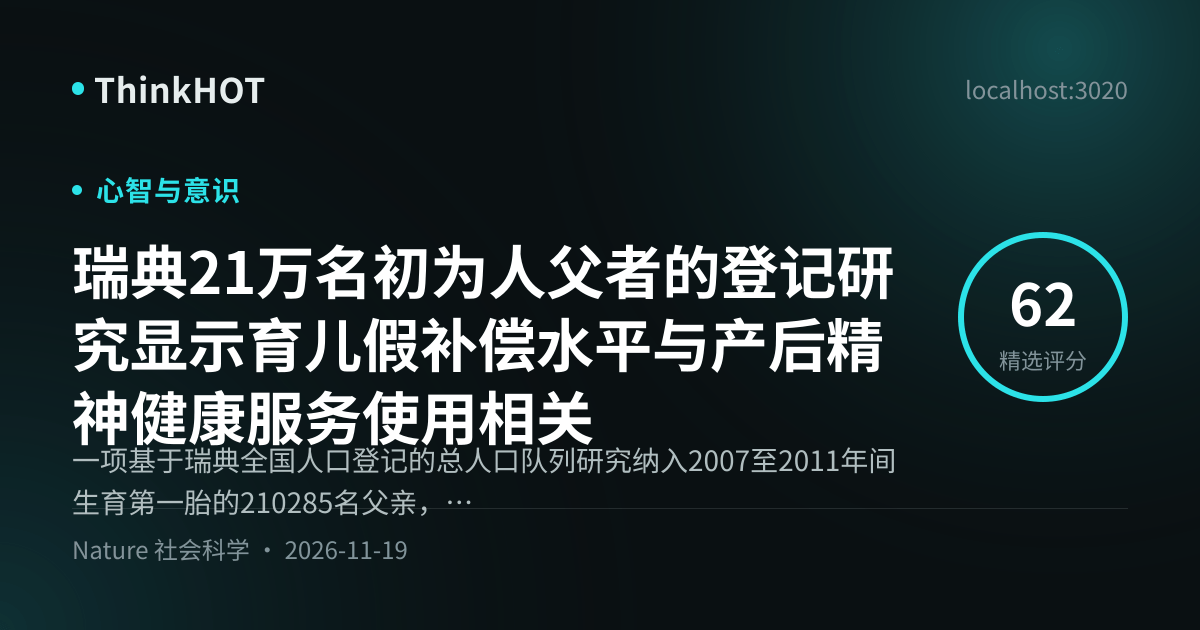 ThinkHOT
localhost:3020
心智与意识
瑞典21万名初为人父者的登记研
究显示育儿假补偿水平与产后精
神健康服务使用相关
62
精选评分
一项基于瑞典全国人口登记的总人口队列研究纳入2007至2011年间
生育第一胎的210285名父亲，…
Nature 社会科学 · 2026-11-19